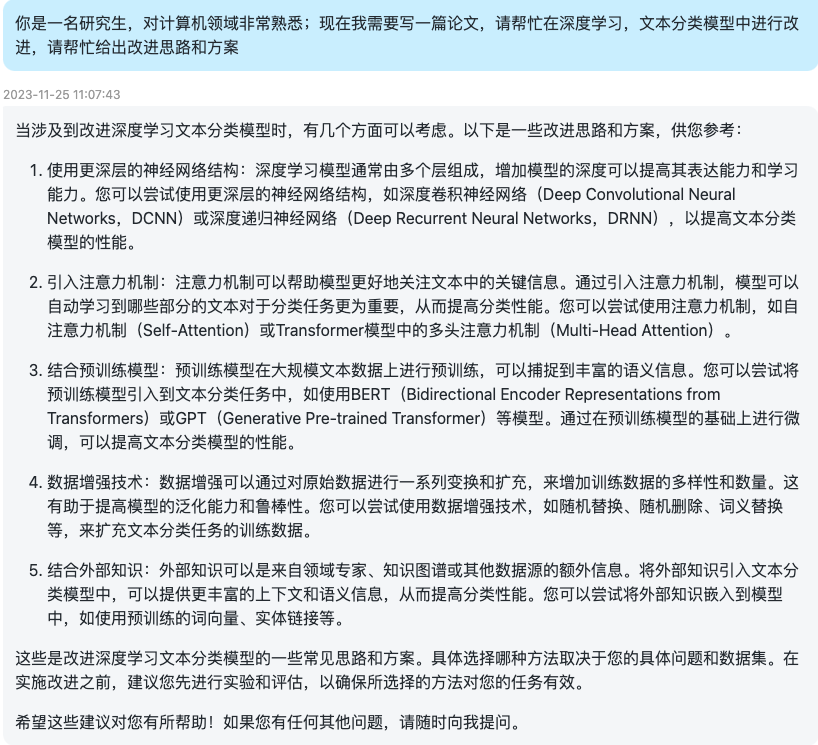 你是一名研究生，对计算机领域非常熟悉；现在我需要写一篇论文，请帮忙在深度学习，文本分类模型中进行改
进，请帮忙给出改进思路和方案
2023-11-25 11:07:43
当涉及到改进深度学习文本分类模型时，有几个方面可以考虑。以下是一些改进思路和方案，供您参考：
1. 使用更深层的神经网络结构：深度学习模型通常由多个层组成，增加模型的深度可以提高其表达能力和学习
能力。您可以尝试使用更深层的神经网络结构，如深度卷积神经网络（Deep Convolutional Neural
Networks，DCNN）或深度递归神经网络（Deep Recurrent Neural Networks，DRNN），以提高文本分类
模型的性能。
2. 引入注意力机制：注意力机制可以帮助模型更好地关注文本中的关键信息。通过引入注意力机制，模型可以
自动学习到哪些部分的文本对于分类任务更为重要，从而提高分类性能。您可以尝试使用注意力机制，如自
注意力机制（Self-Attention）或Transformer模型中的多头注意力机制（Multi-Head Attention）。
3. 结合预训练模型：预训练模型在大规模文本数据上进行预训练，可以捕捉到丰富的语义信息。您可以尝试将
预训练模型引入到文本分类任务中，如使用BERT（Bidirectional Encoder Representations from
Transformers）或GPT（Generative Pre-trained Transformer）等模型。通过在预训练模型的基础上进行微
调，可以提高文本分类模型的性能。
4. 数据增强技术：数据增强可以通过对原始数据进行一系列变换和扩充，来增加训练数据的多样性和数量。这
有助于提高模型的泛化能力和鲁棒性。您可以尝试使用数据增强技术，如随机替换、随机删除、词义替换
等，来扩充文本分类任务的训练数据。
5. 结合外部知识：外部知识可以是来自领域专家、知识图谱或其他数据源的额外信息。将外部知识引入文本分
类模型中，可以提供更丰富的上下文和语义信息，从而提高分类性能。您可以尝试将外部知识嵌入到模型
中，如使用预训练的词向量、实体链接等。
这些是改进深度学习文本分类模型的一些常见思路和方案。具体选择哪种方法取决于您的具体问题和数据集。在
实施改进之前，建议您先进行实验和评估，以确保所选择的方法对您的任务有效。
希望这些建议对您有所帮助！如果您有任何其他问题，请随时向我提问。